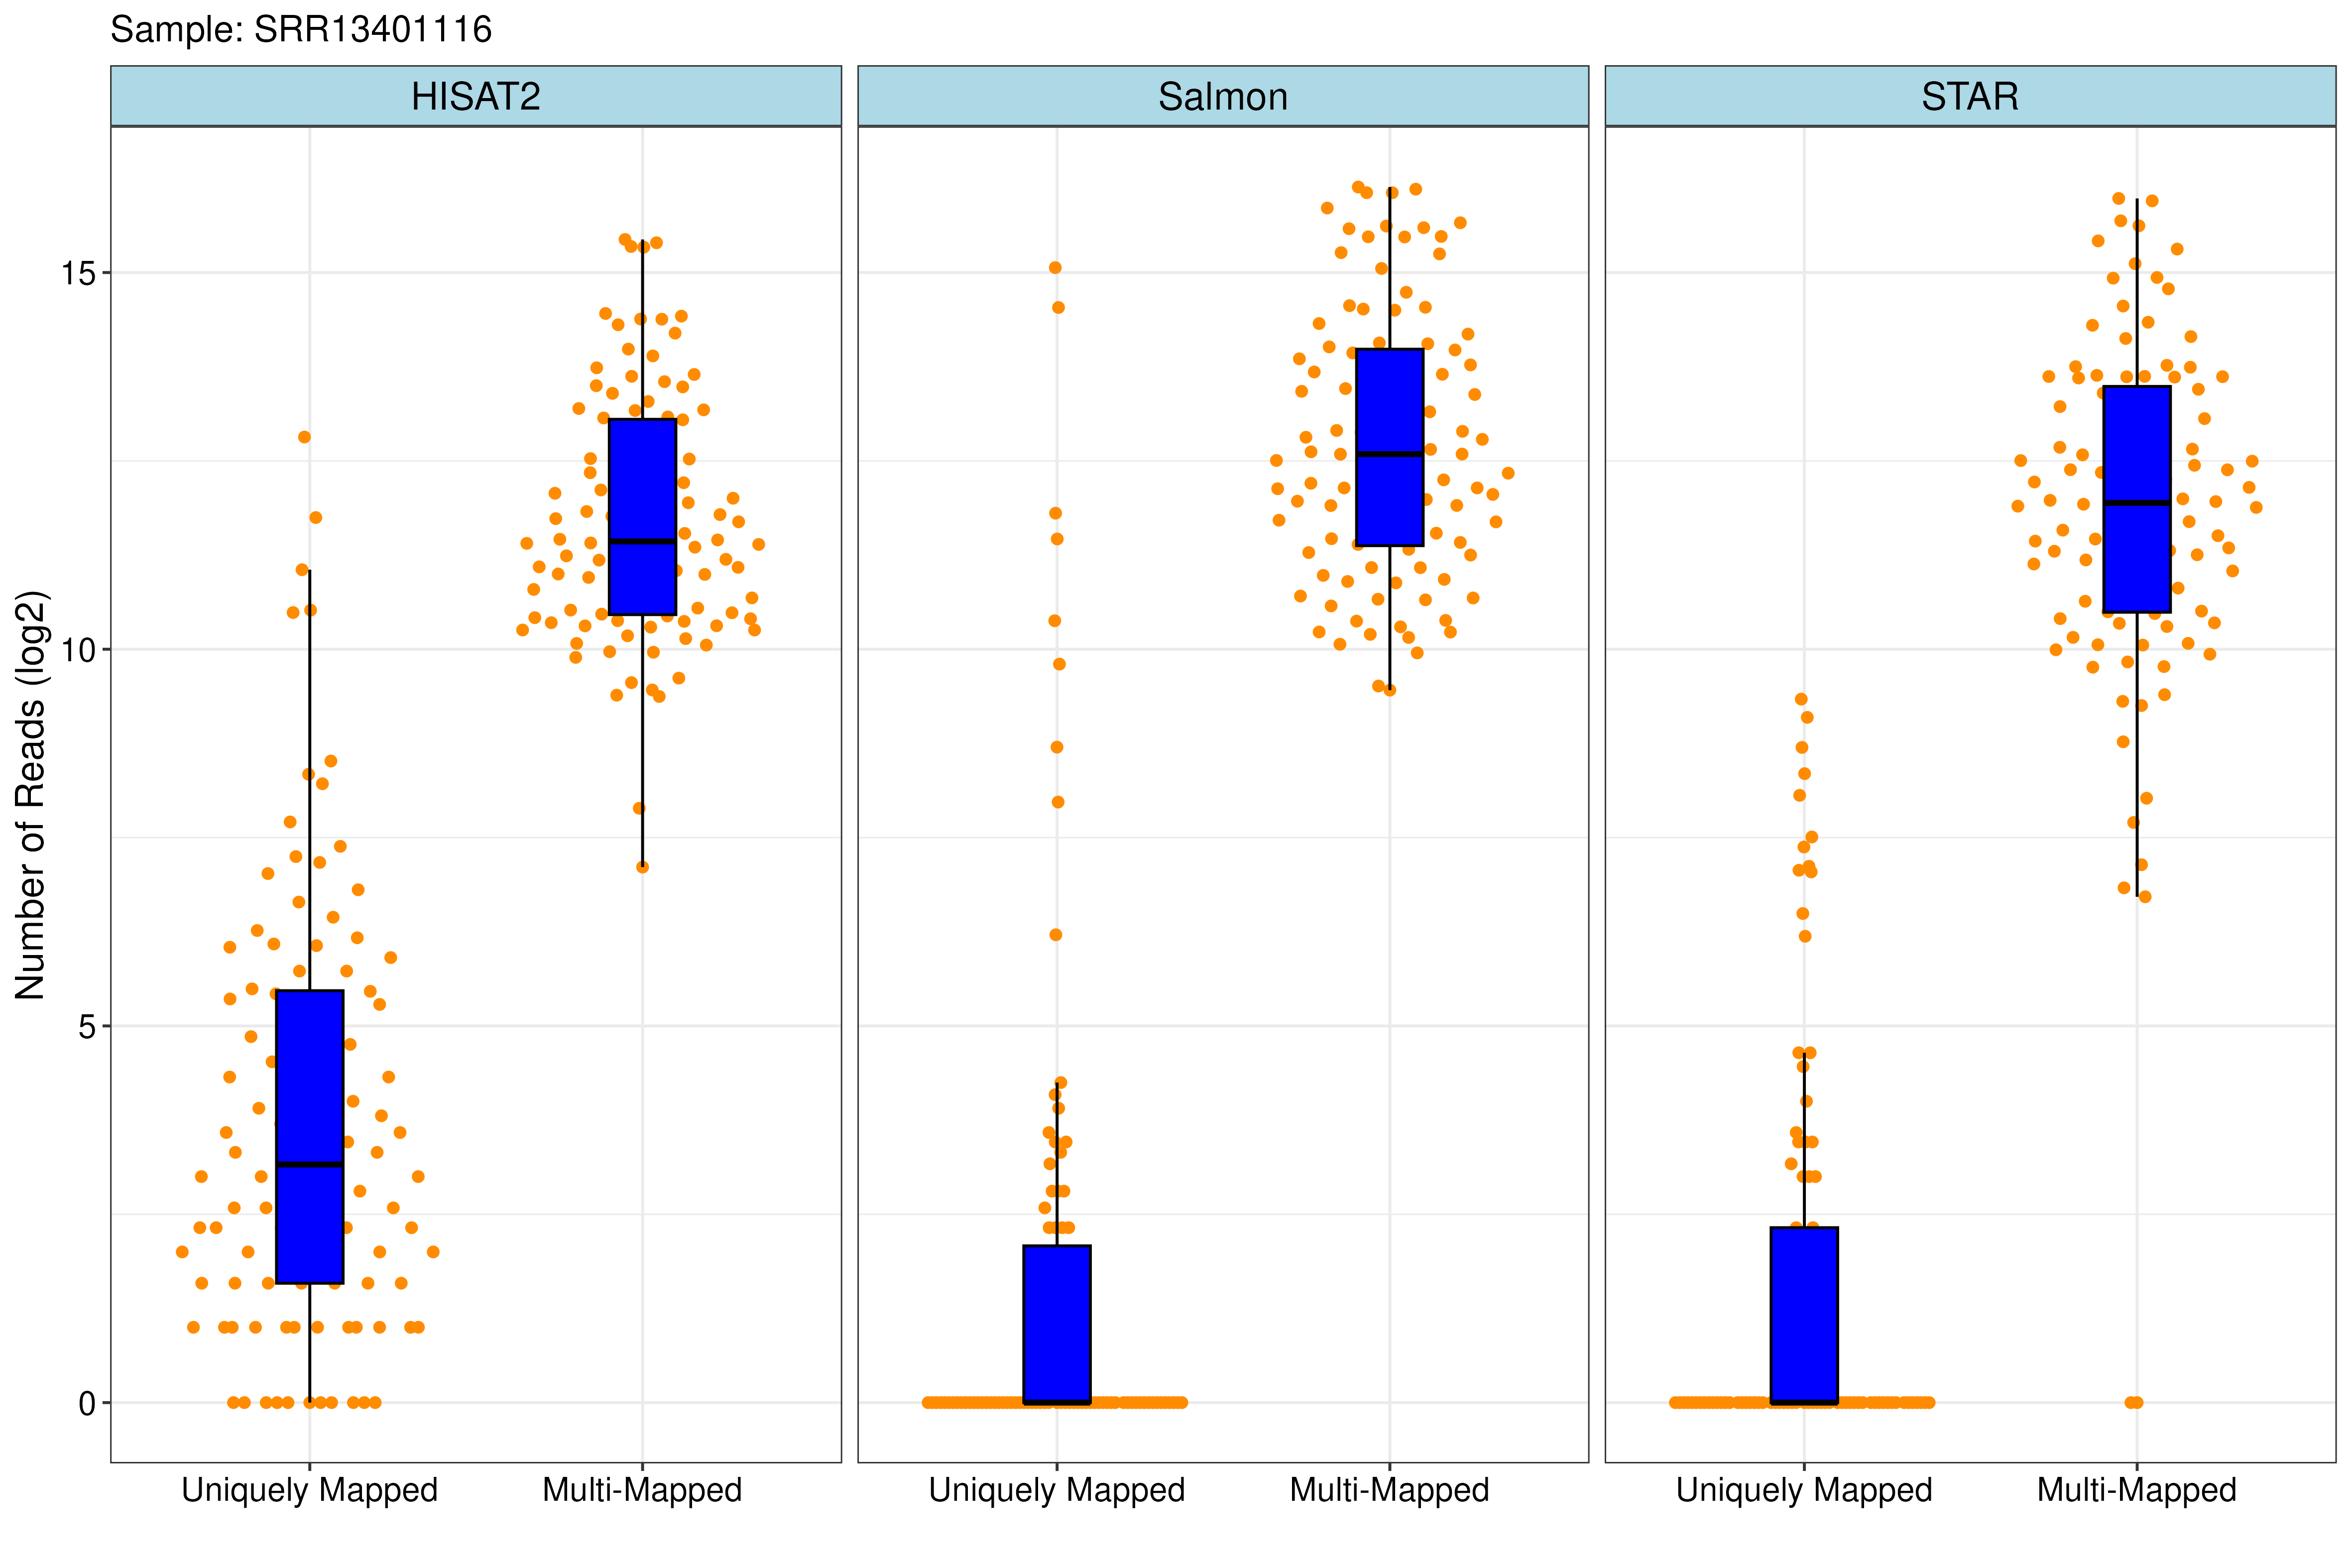 Sample: SRR13401116
HISAT2
Salmon
STAR
Number of Reads (log2)
15
10
5
0
Uniquely Mapped
Multi-Mapped
Uniquely Mapped
Multi-Mapped
Uniquely Mapped
Multi-Mapped